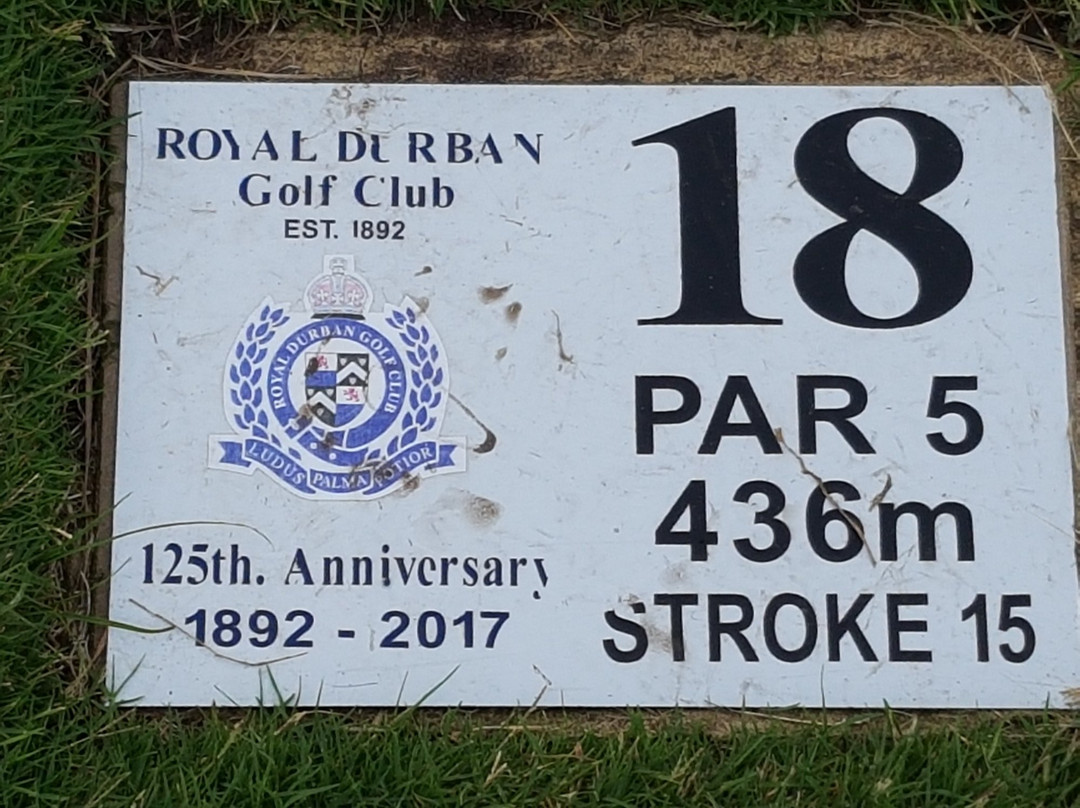 ROYAL DURBAN
Golf Club
EST. 1892
ROYAL DURBAN GOLF CLUB
LUDUS PALMA POTIOR
125th. Anniversary
1892 - 2017
18
PAR 5
436m
STROKE 15